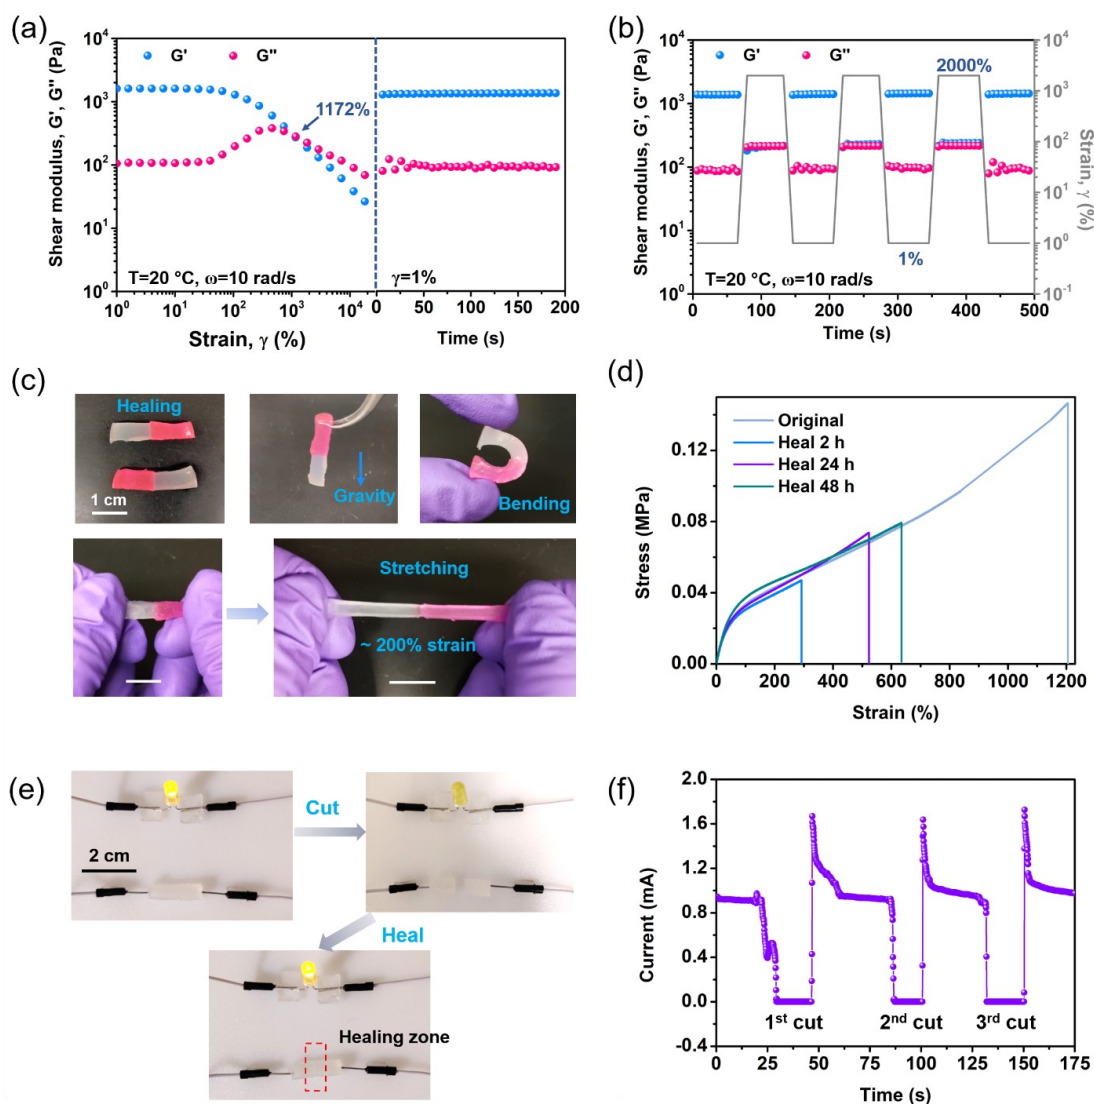 (a)
G' G"
1172%
T=20 °C, ω=10 rad/s
γ=1%
Shear modulus, G', G" (Pa)
10⁴
10³
10²
10¹
10⁰
10⁰ 10¹ 10² 10³ 10⁴ 0 50 100 150 200
Strain, γ (%)
Time (s)
(b)
G' G"
2000%
1%
T=20 °C, ω=10 rad/s
Shear modulus, G', G" (Pa)
10⁴
10³
10²
10¹
10⁰
10⁴
10³
10²
10¹
10⁰
10⁻¹
Strain, γ (%)
0 100 200 300 400 500
Time (s)
(c)
Healing
1 cm
Gravity
Bending
Stretching
~ 200% strain
(d)
Original
Heal 2 h
Heal 24 h
Heal 48 h
Stress (MPa)
0.12
0.08
0.04
0.00
0 200 400 600 800 1000 1200
Strain (%)
(e)
Cut
2 cm
Heal
Healing zone
(f)
Current (mA)
2.0
1.6
1.2
0.8
0.4
0.0
-0.4
1ˢᵗ cut 2ⁿᵈ cut 3ʳᵈ cut
0 25 50 75 100 125 150 175
Time (s)